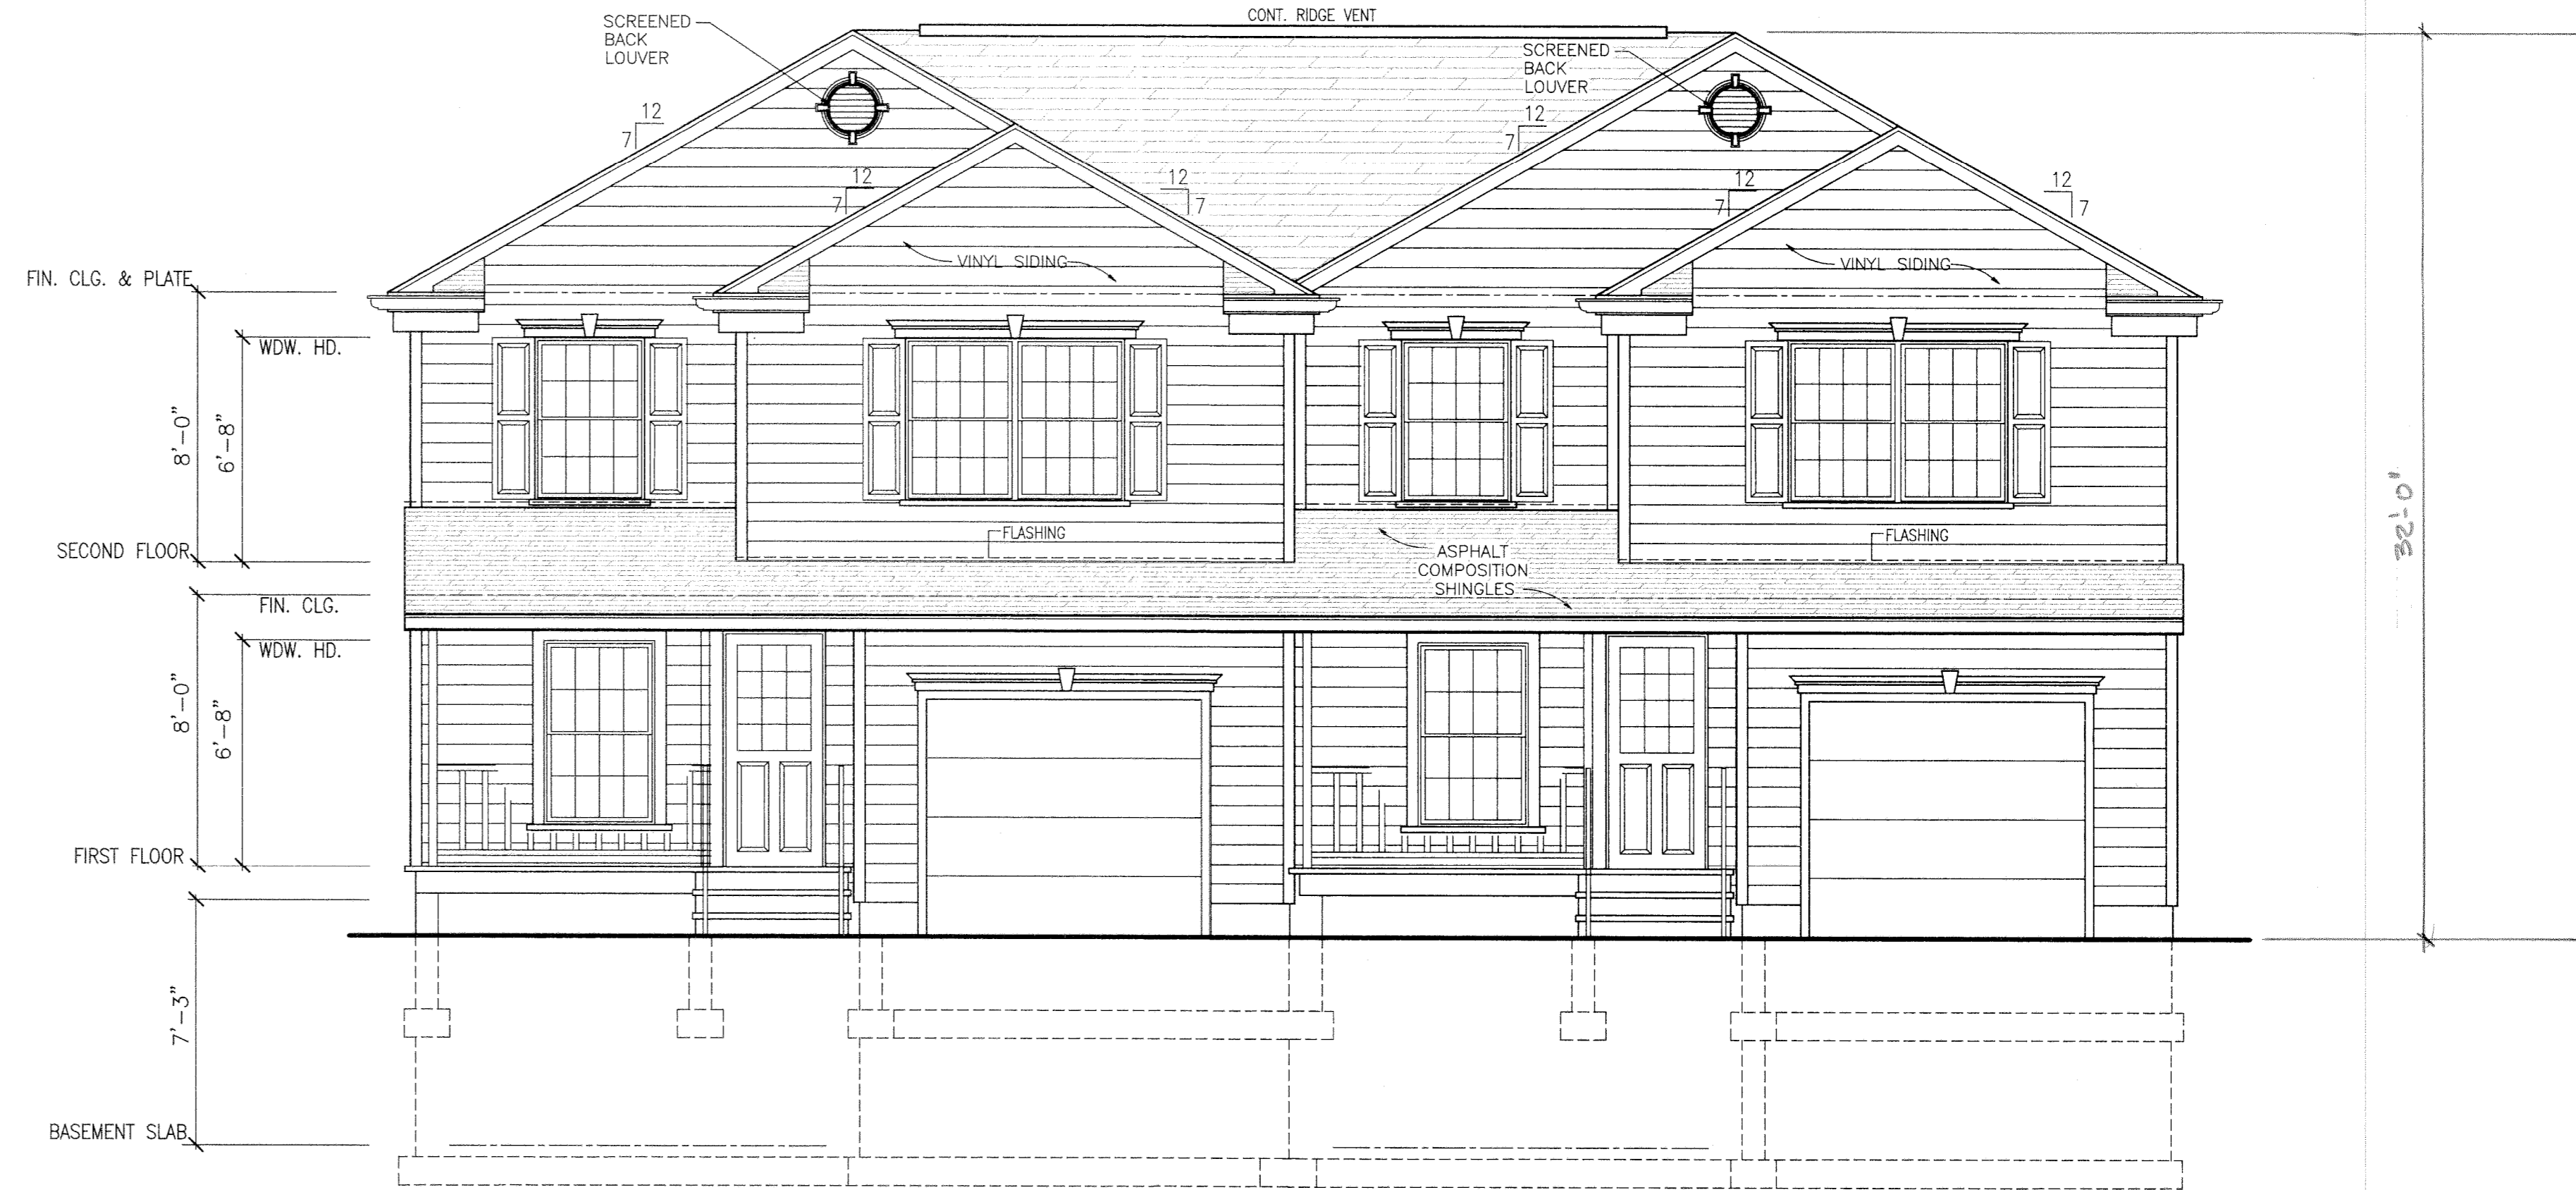 CONT. RIDGE VENT
SCREENED
BACK
LOUVER
SCREENED
BACK
LOUVER
12
7
12
7
12
7
12
7
12
7
12
7
VINYL SIDING
VINYL SIDING
FIN. CLG. & PLATE
WDW. HD.
8'-0"
6'-8"
32'-0'
FLASHING
FLASHING
SECOND FLOOR
ASPHALT
COMPOSITION
SHINGLES
FIN. CLG.
WDW. HD.
8'-0"
6'-8"
FIRST FLOOR
7'-3"
BASEMENT SLAB